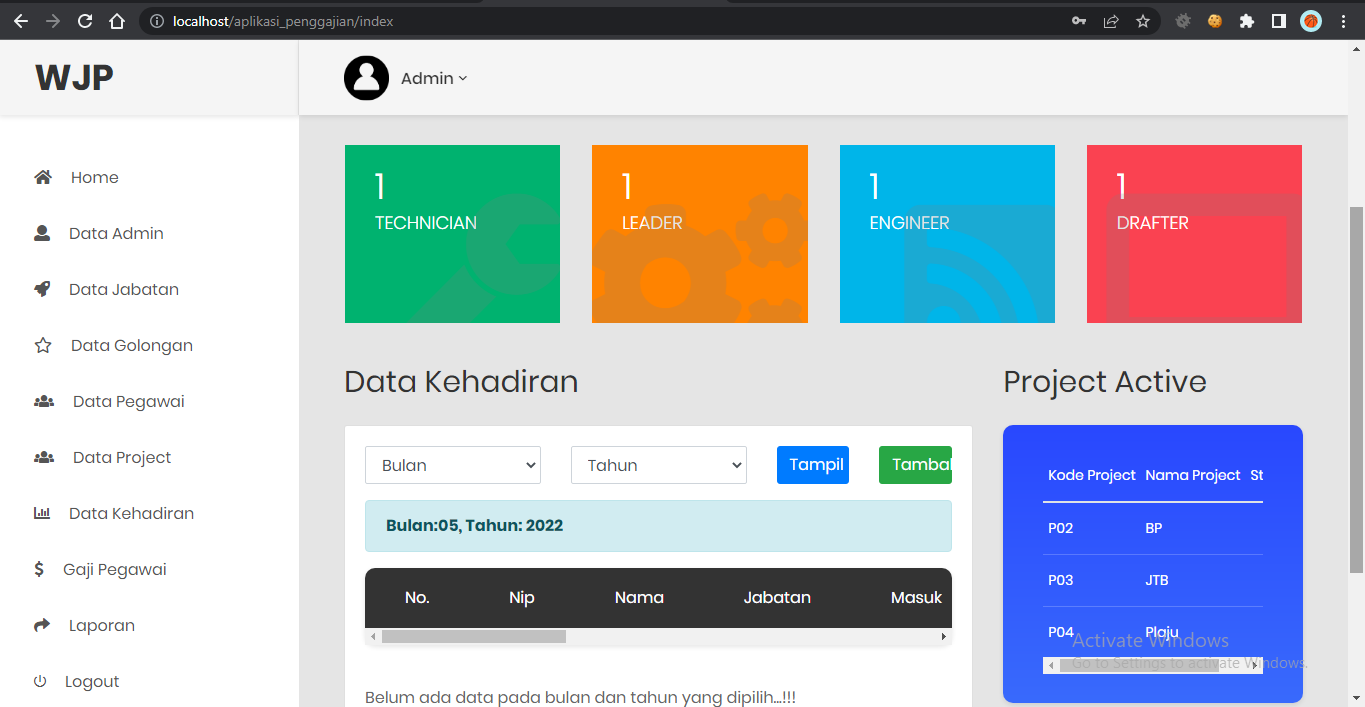 localhost/aplikasi_penggajian/index
WJP
Admin
Home
Data Admin
Data Jabatan
Data Golongan
Data Pegawai
Data Project
Data Kehadiran
Gaji Pegawai
Laporan
Logout
1
TECHNICIAN
1
LEADER
1
ENGINEER
1
DRAFTER
Data Kehadiran
Bulan
Tahun
Tampil
Tambal
Bulan:05, Tahun: 2022
No. Nip Nama Jabatan Masuk
Belum ada data pada bulan dan tahun yang dipilih...!!!
Project Active
Kode Project Nama Project St
P02 BP
P03 JTB
P04 Plaju
Activate Windows
Go to Settings to activate Windows.